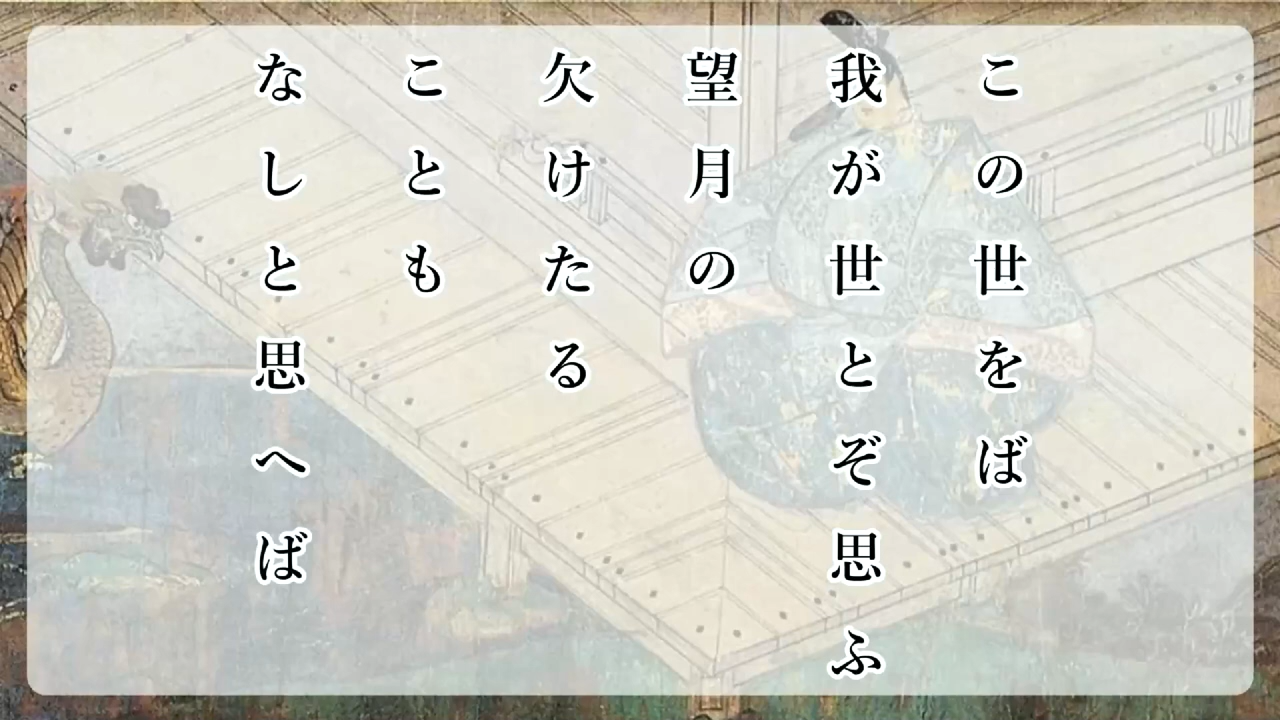 この世をば
我が世とぞ思ふ
望月の
欠けたる
ことも
なしと思へば